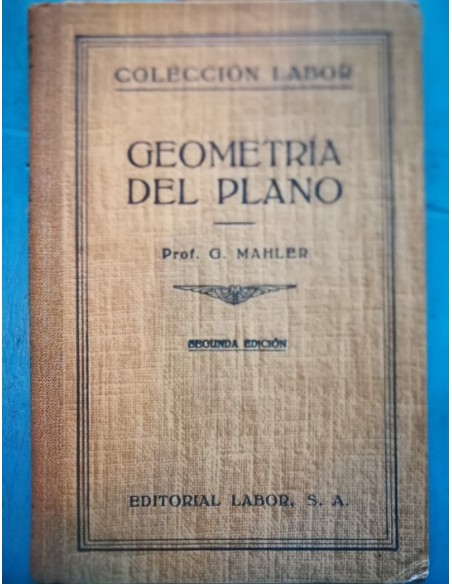 COLECCIÓN LABOR
GEOMETRÍA
DEL PLANO
Prof. G. MAHLER
SEGUNDA EDICIÓN
EDITORIAL LABOR, S. A.